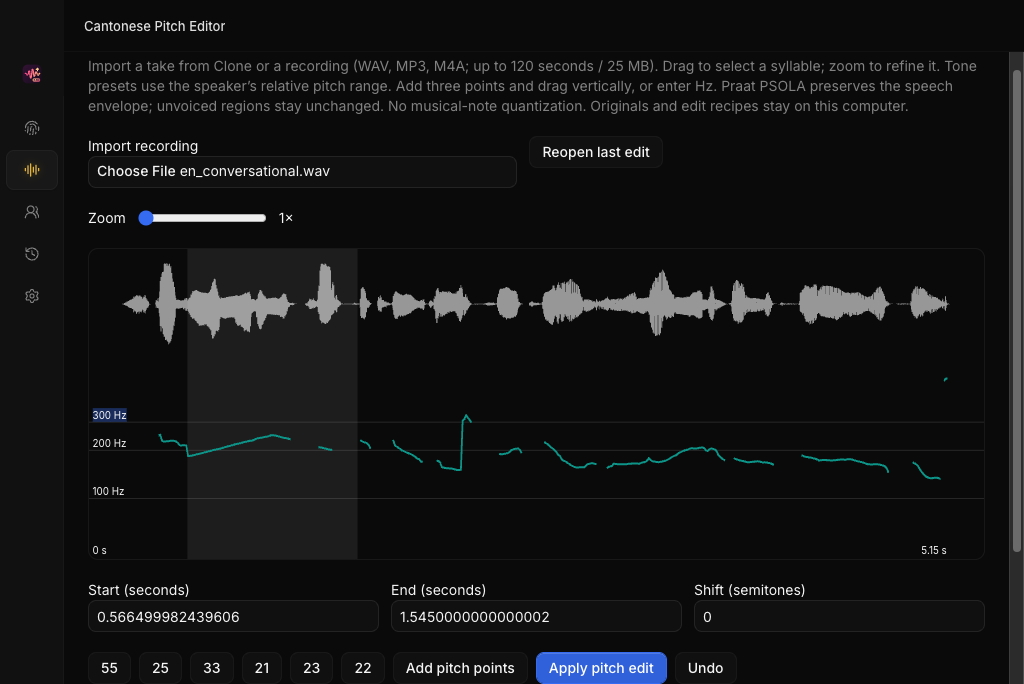 Cantonese Pitch Editor
Import a take from Clone or a recording (WAV, MP3, M4A; up to 120 seconds / 25 MB). Drag to select a syllable; zoom to refine it. Tone
presets use the speaker's relative pitch range. Add three points and drag vertically, or enter Hz. Praat PSOLA preserves the speech
envelope; unvoiced regions stay unchanged. No musical-note quantization. Originals and edit recipes stay on this computer.
Import recording
Choose File en_conversational.wav
Reopen last edit
Zoom 1×
300 Hz
200 Hz
100 Hz
0 s 5.15 s
Start (seconds) End (seconds) Shift (semitones)
0.566499982439606 1.5450000000000002 0
55 25 33 21 23 22 Add pitch points Apply pitch edit Undo